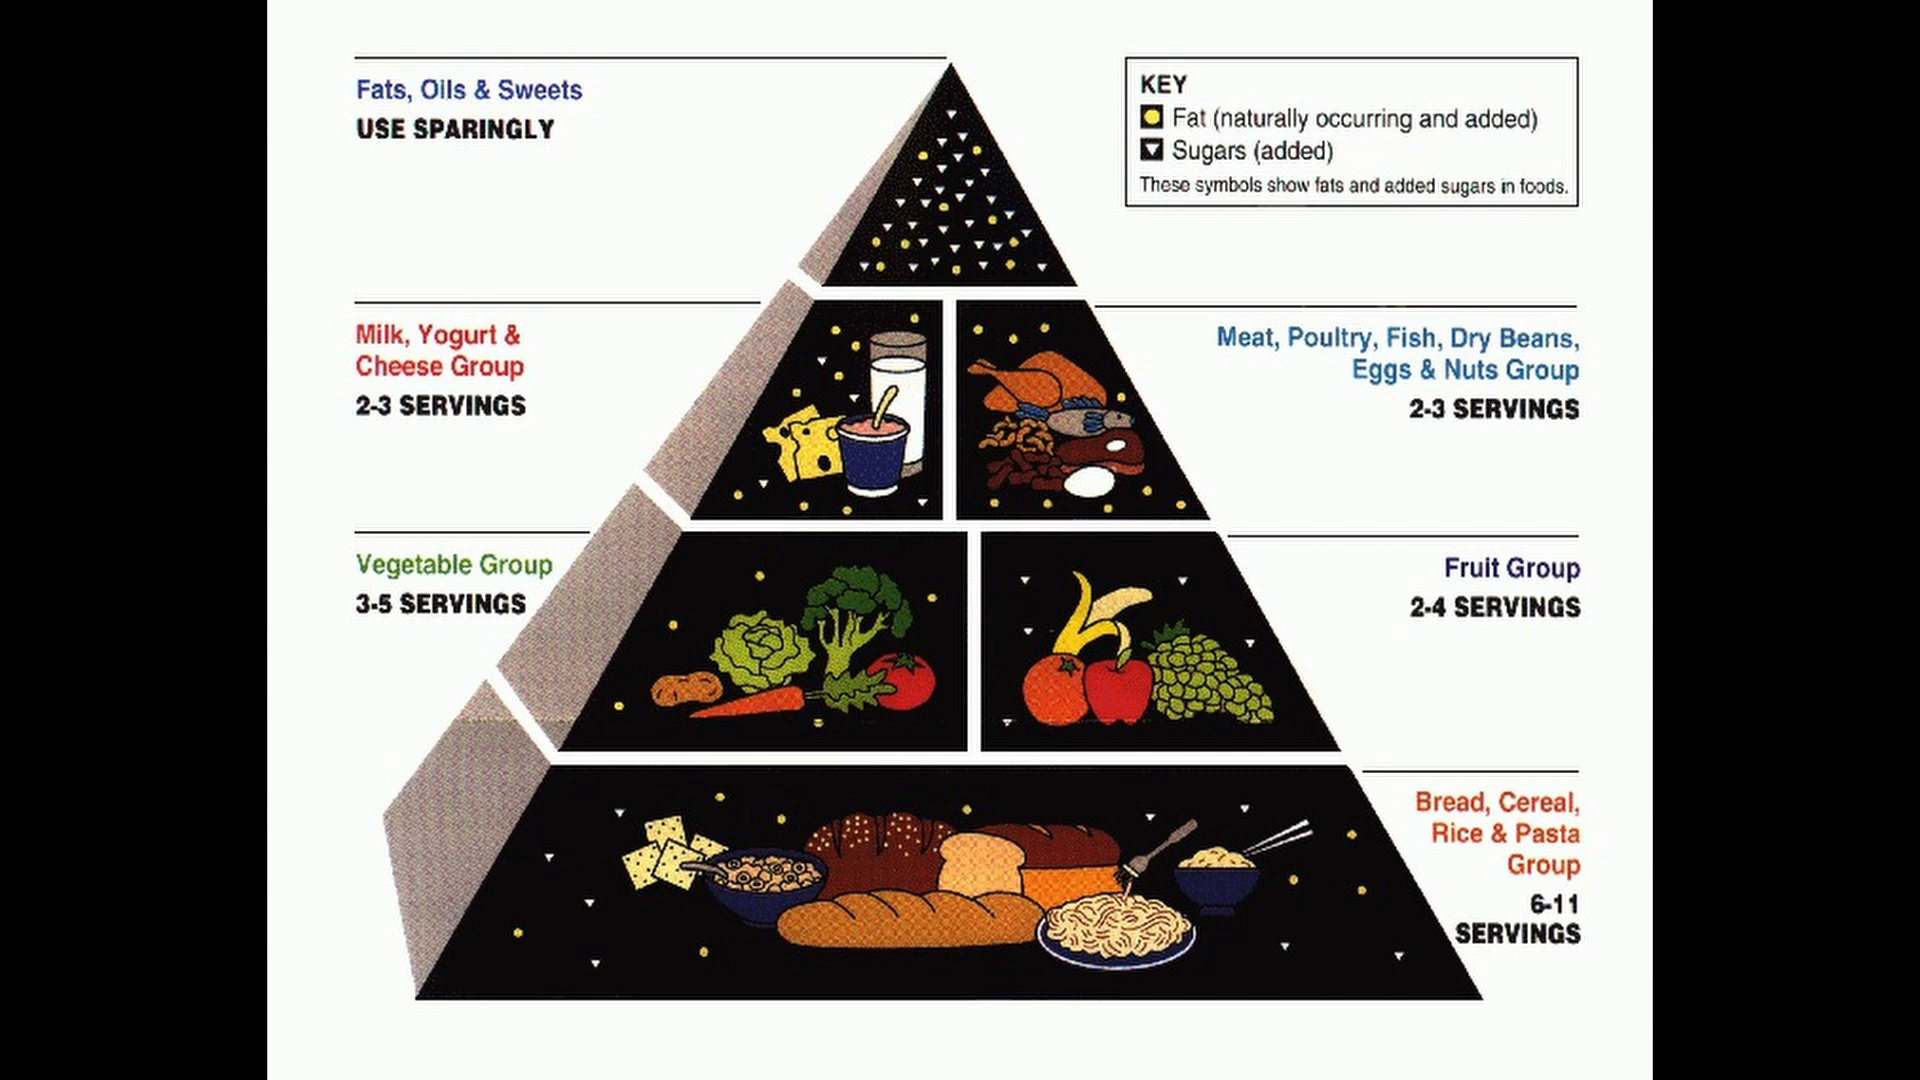 Fats, Oils & Sweets
USE SPARINGLY
KEY
Fat (naturally occurring and added)
Sugars (added)
These symbols show fats and added sugars in foods.
Milk, Yogurt &
Cheese Group
2-3 SERVINGS
Meat, Poultry, Fish, Dry Beans,
Eggs & Nuts Group
2-3 SERVINGS
Vegetable Group
3-5 SERVINGS
Fruit Group
2-4 SERVINGS
Bread, Cereal,
Rice & Pasta
Group
6-11
SERVINGS